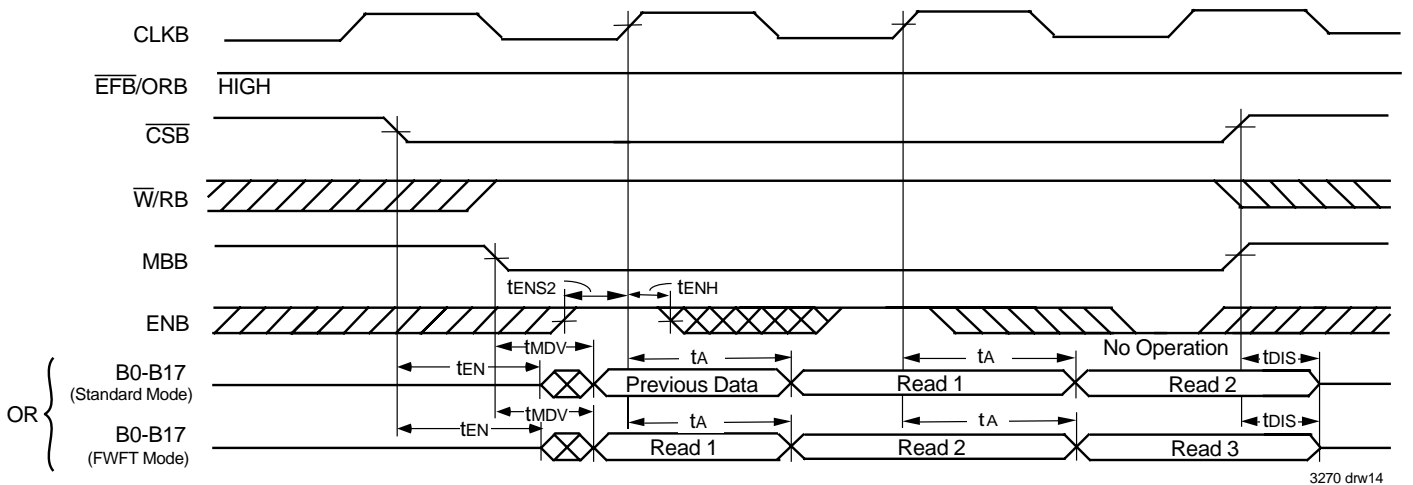 CLKB
EFB/ORB HIGH
CSB
W/RB
MBB
tENS2 tENH
ENB
No Operation
tMDV
tEN tA tA tDIS
B0-B17
(Standard Mode)
Previous Data Read 1 Read 2
OR
tMDV
tEN tA tA tDIS
B0-B17
(FWFT Mode)
Read 1 Read 2 Read 3
3270 drw14